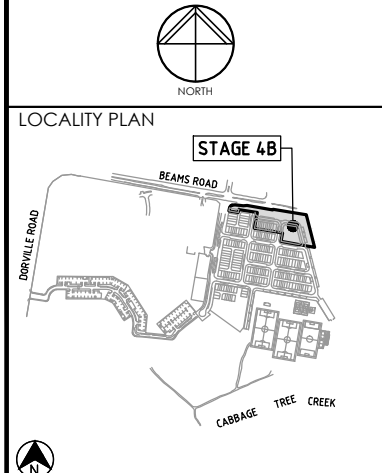 NORTH
LOCALITY PLAN
STAGE 4B
BEAMS ROAD
DORVILLE ROAD
CABBAGE TREE CREEK
N